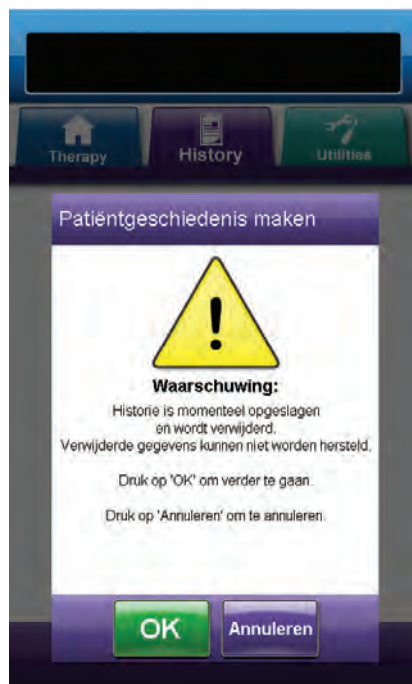 Therapy
History
Utilities
Patiëntgeschiedenis maken
!
Waarschuwing:
Historie is momenteel opgeslagen
en wordt verwijderd.
Verwijderde gegevens kunnen niet worden hersteld.
Druk op 'OK' om verder te gaan.
Druk op 'Annuleren' om te annuleren.
OK
Annuleren